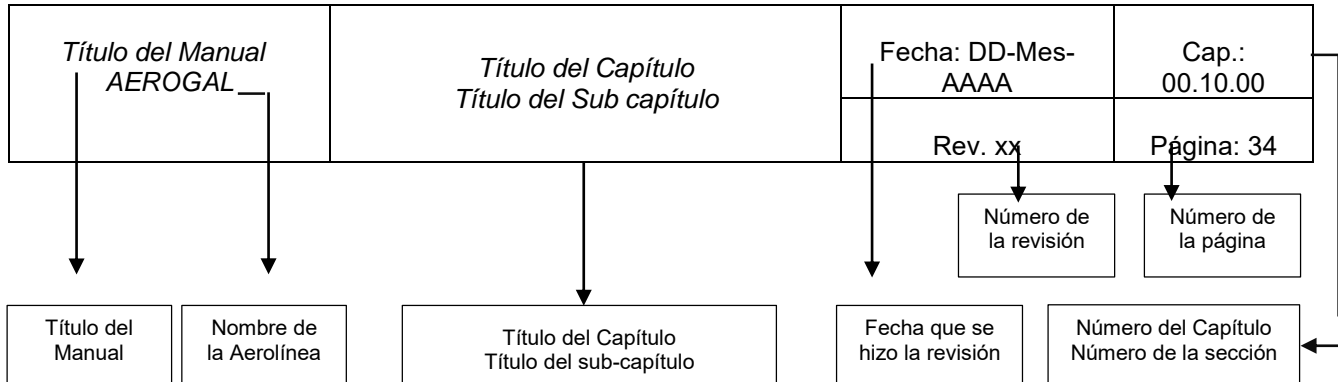 Título del Manual
AEROGAL__
Título del Capítulo
Título del Sub capítulo
Fecha: DD-Mes-
AAAA
Cap.:
00.10.00
Rev. xx
Página: 34
Número de
la revisión
Número de
la página
Título del
Manual
Nombre de
la Aerolínea
Título del Capítulo
Título del sub-capítulo
Fecha que se
hizo la revisión
Número del Capítulo
Número de la sección